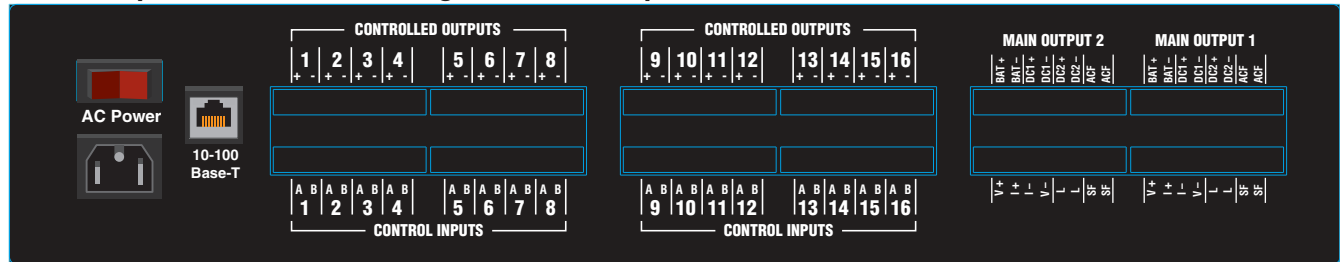 CONTROLLED OUTPUTS
1 2 3 4 5 6 7 8
+ - + - + - + - + - + - + - + -
CONTROLLED OUTPUTS
9 10 11 12 13 14 15 16
+ - + - + - + - + - + - + - + -
MAIN OUTPUT 2
BAT +
BAT -
DC1 +
DC1 -
DC2 +
DC2 -
ACF
ACF
MAIN OUTPUT 1
BAT +
BAT -
DC1 +
DC1 -
DC2 +
DC2 -
ACF
ACF
AC Power
10-100
Base-T
A B A B A B A B A B A B A B A B
1 2 3 4 5 6 7 8
CONTROL INPUTS
A B A B A B A B A B A B A B A B
9 10 11 12 13 14 15 16
CONTROL INPUTS
V +
I +
I -
V -
L
L
SF
SF
V +
I +
I -
V -
L
L
SF
SF